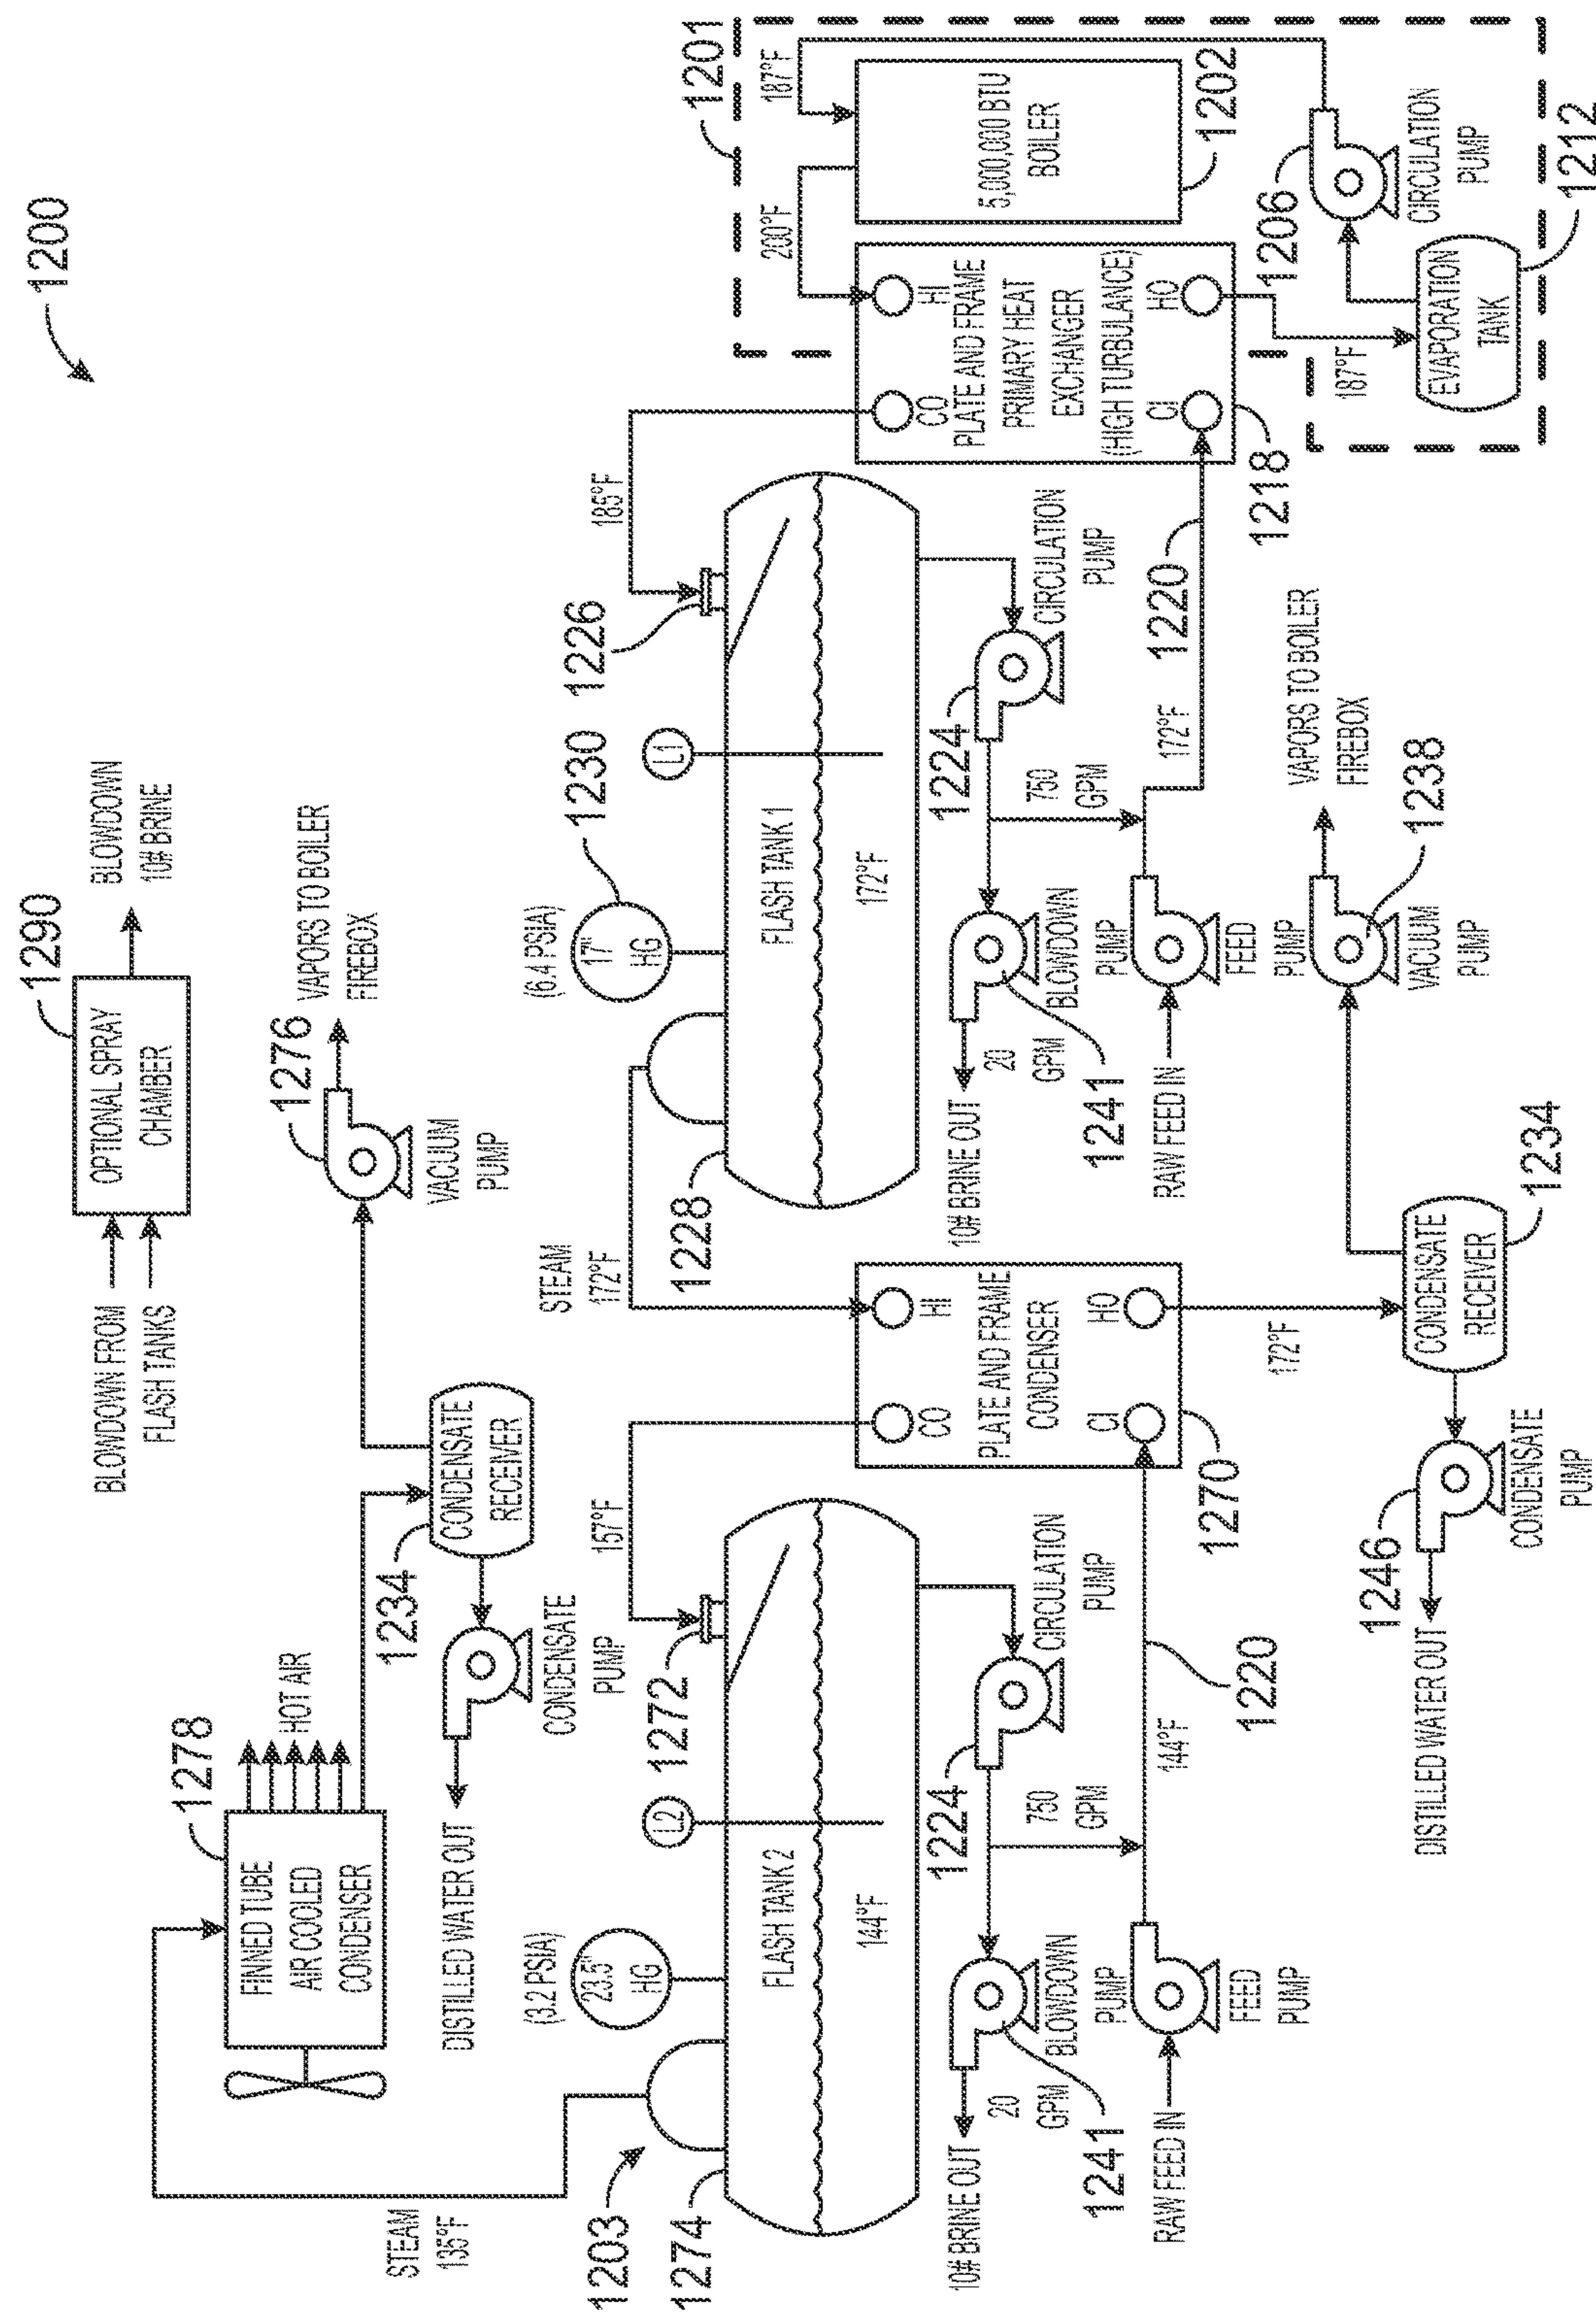 1200
1290
OPTIONAL SPRAY
CHAMBER
BLOWDOWN FROM
FLASH TANKS
BLOWDOWN
10# BRINE
1278
FINNED TUBE
AIR COOLED
CONDENSER
HOT AIR
STEAM
135°F
1234
CONDENSATE
RECEIVER
CONDENSATE
PUMP
DISTILLED WATER OUT
1276
VACUUM
PUMP
VAPORS TO BOILER
FIREBOX
1203
1274
(3.2 PSIA)
23.5"
HG
L2
1272
157°F
FLASH TANK 2
144°F
1224
CIRCULATION
PUMP
750
GPM
BLOWDOWN
PUMP
20
GPM
10# BRINE OUT
1241
RAW FEED IN
FEED
PUMP
144°F
1220
CO
HI
PLATE AND FRAME
CONDENSER
CI
HO
1270
STEAM
172°F
1228
(6.4 PSIA)
17"
HG
1230
L1
1226
185°F
FLASH TANK 1
172°F
1224
CIRCULATION
PUMP
750
GPM
BLOWDOWN
PUMP
20
GPM
10# BRINE OUT
1241
RAW FEED IN
FEED
PUMP
172°F
1220
172°F
CONDENSATE
RECEIVER
1234
1246
CONDENSATE
PUMP
DISTILLED WATER OUT
VACUUM
PUMP
1238
VAPORS TO BOILER
FIREBOX
1201
CO
HI
PLATE AND FRAME
PRIMARY HEAT
EXCHANGER
(HIGH TURBULANCE)
CI
HO
1218
200°F
187°F
5,000,000 BTU
BOILER
1202
1206
CIRCULATION
PUMP
187°F
EVAPORATION
TANK
1212